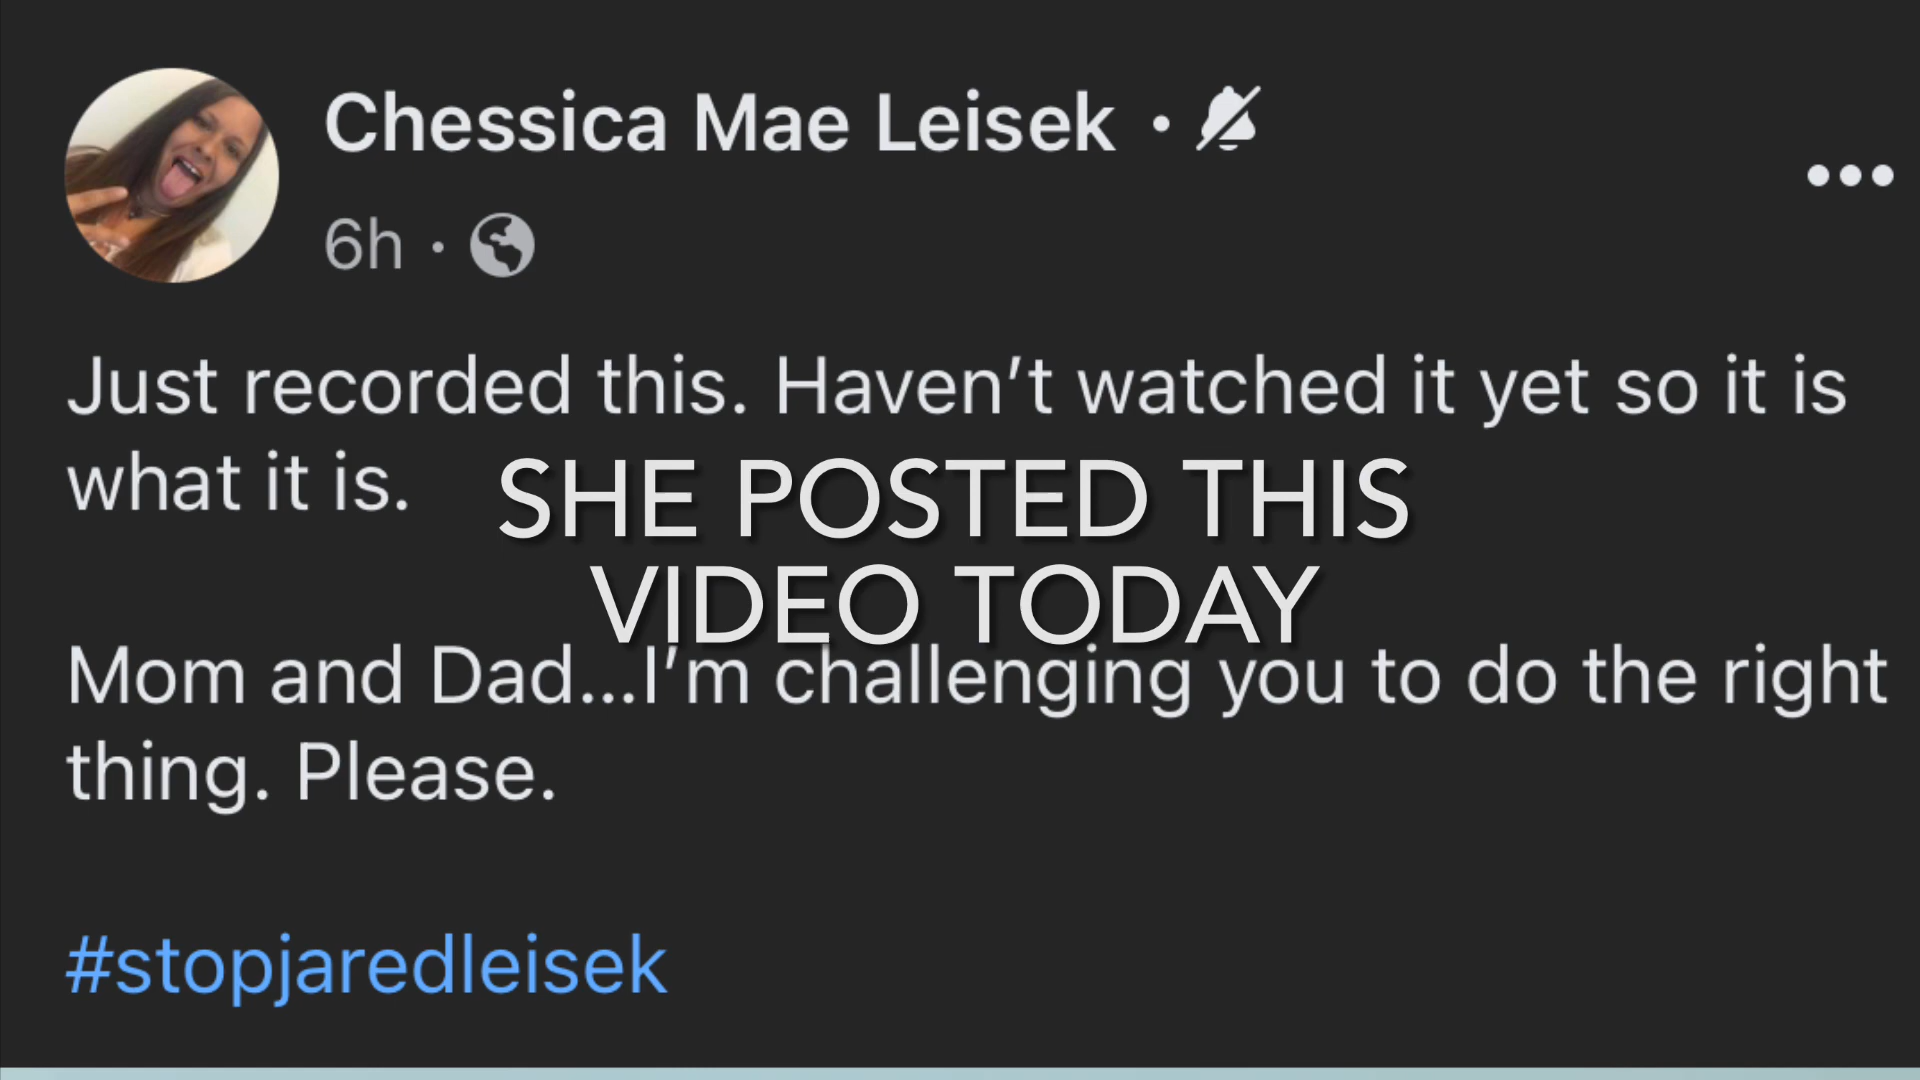 Chessica Mae Leisek ·
6h ·
Just recorded this. Haven't watched it yet so it is
what it is.
SHE POSTED THIS
VIDEO TODAY
Mom and Dad...I'm challenging you to do the right
thing. Please.
#stopjaredleisek